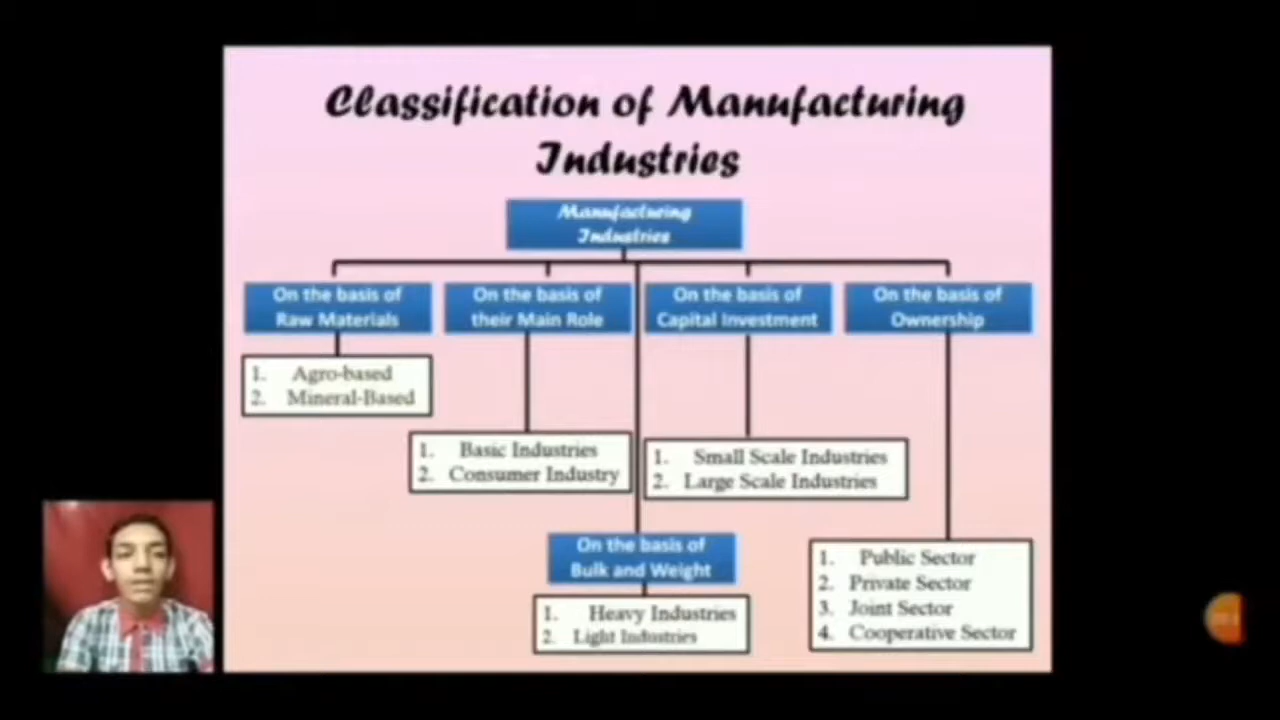 Classification of Manufacturing
Industries
Manufacturing
Industries
On the basis of
Raw Materials
On the basis of
their Main Role
On the basis of
Capital Investment
On the basis of
Ownership
1. Agro-based
2. Mineral-Based
1. Basic Industries
2. Consumer Industry
1. Small Scale Industries
2. Large Scale Industries
On the basis of
Bulk and Weight
1. Heavy Industries
2. Light Industries
1. Public Sector
2. Private Sector
3. Joint Sector
4. Cooperative Sector